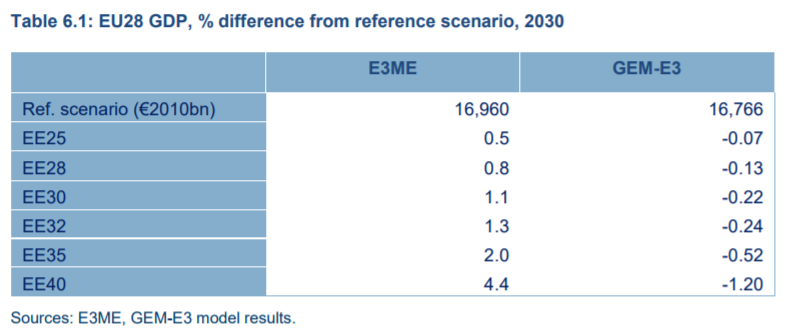 Table 6.1: EU28 GDP, % difference from reference scenario, 2030
E3ME GEM-E3
Ref. scenario (€2010bn) 16,960 16,766
EE25 0.5 -0.07
EE28 0.8 -0.13
EE30 1.1 -0.22
EE32 1.3 -0.24
EE35 2.0 -0.52
EE40 4.4 -1.20
Sources: E3ME, GEM-E3 model results.